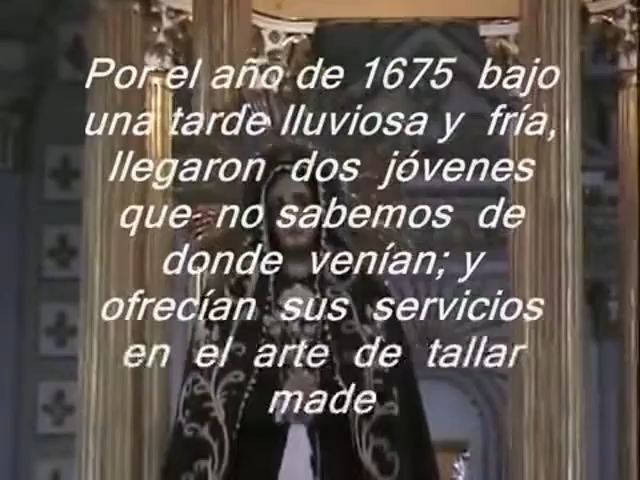 Por el año de 1675 bajo
una tarde lluviosa y fría,
llegaron dos jóvenes
que no sabemos de
donde venían; y
ofrecían sus servicios
en el arte de tallar
made